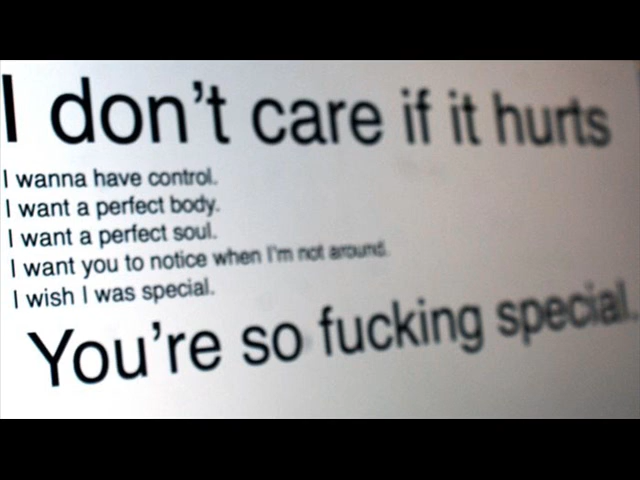 I don't care if it hurts
I wanna have control.
I want a perfect body.
I want a perfect soul.
I want you to notice when I'm not around.
I wish I was special.
You're so fucking special.